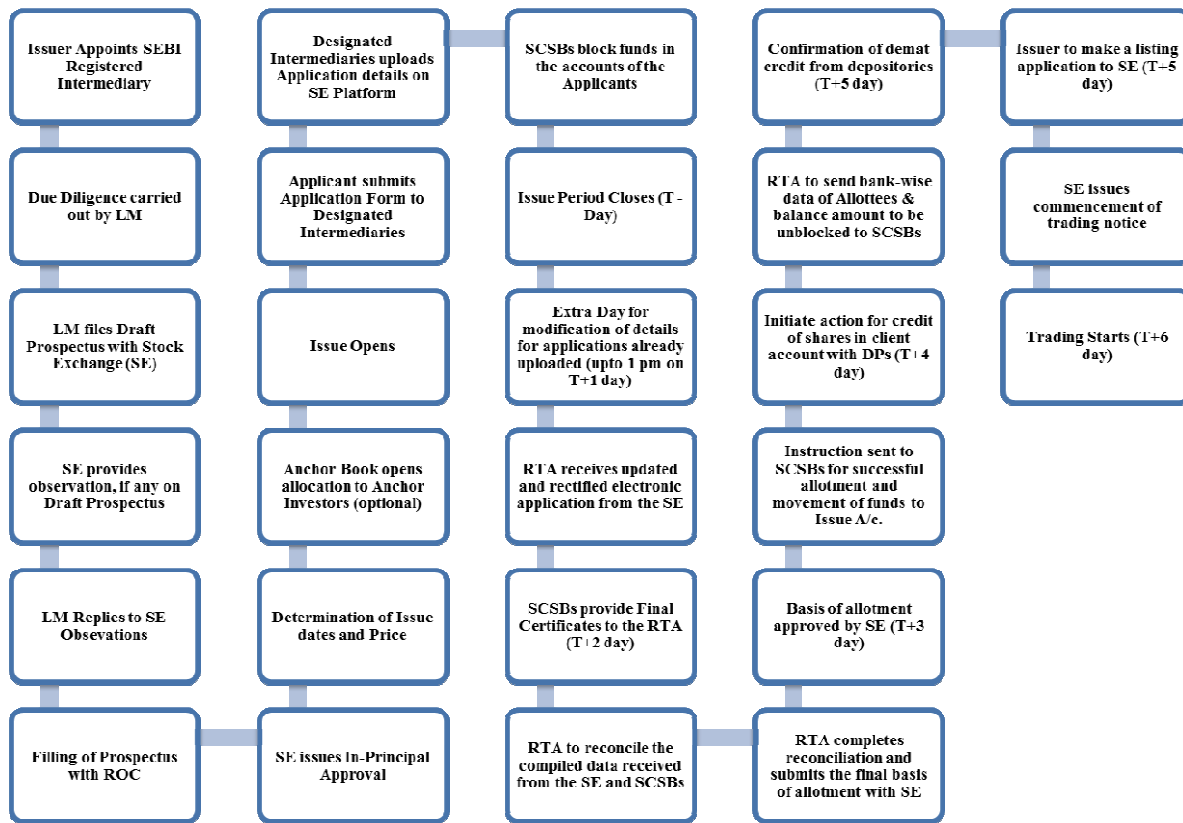 Issuer Appoints SEBI
Registered
Intermediary
Due Diligence carried
out by LM
LM files Draft
Prospectus with Stock
Exchange (SE)
SE provides
observation, if any on
Draft Prospectus
LM Replies to SE
Obsevations
Filling of Prospectus
with ROC
SE issues In-Principal
Approval
Determination of Issue
dates and Price
Anchor Book opens
allocation to Anchor
Investors (optional)
Issue Opens
Applicant submits
Application Form to
Designated
Intermediaries
Designated
Intermediaries uploads
Application details on
SE Platform
SCSBs block funds in
the accounts of the
Applicants
Issue Period Closes (T -
Day)
Extra Day for
modification of details
for applications already
uploaded (upto 1 pm on
T+1 day)
RTA receives updated
and rectified electronic
application from the SE
SCSBs provide Final
Certificates to the RTA
(T+2 day)
RTA to reconcile the
compiled data received
from the SE and SCSBs
RTA completes
reconciliation and
submits the final basis
of allotment with SE
Basis of allotment
approved by SE (T+3
day)
Instruction sent to
SCSBs for successful
allotment and
movement of funds to
Issue A/c.
Initiate action for credit
of shares in client
account with DPs (T+4
day)
RTA to send bank-wise
data of Allottees &
balance amount to be
unblocked to SCSBs
Confirmation of demat
credit from depositories
(T+5 day)
Issuer to make a listing
application to SE (T+5
day)
SE issues
commencement of
trading notice
Trading Starts (T+6
day)